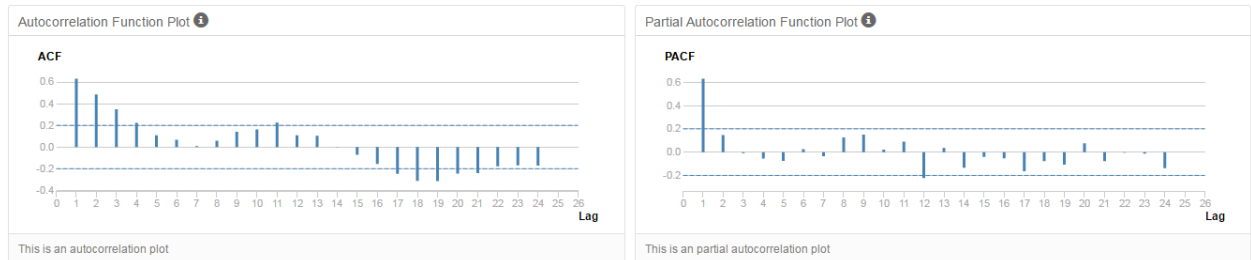 Autocorrelation Function Plot
ACF
0.6
0.4
0.2
0.0
-0.2
-0.4
0 1 2 3 4 5 6 7 8 9 10 11 12 13 14 15 16 17 18 19 20 21 22 23 24 25 26
Lag
This is an autocorrelation plot
Partial Autocorrelation Function Plot
PACF
0.6
0.4
0.2
0.0
-0.2
0 1 2 3 4 5 6 7 8 9 10 11 12 13 14 15 16 17 18 19 20 21 22 23 24 25 26
Lag
This is an partial autocorrelation plot